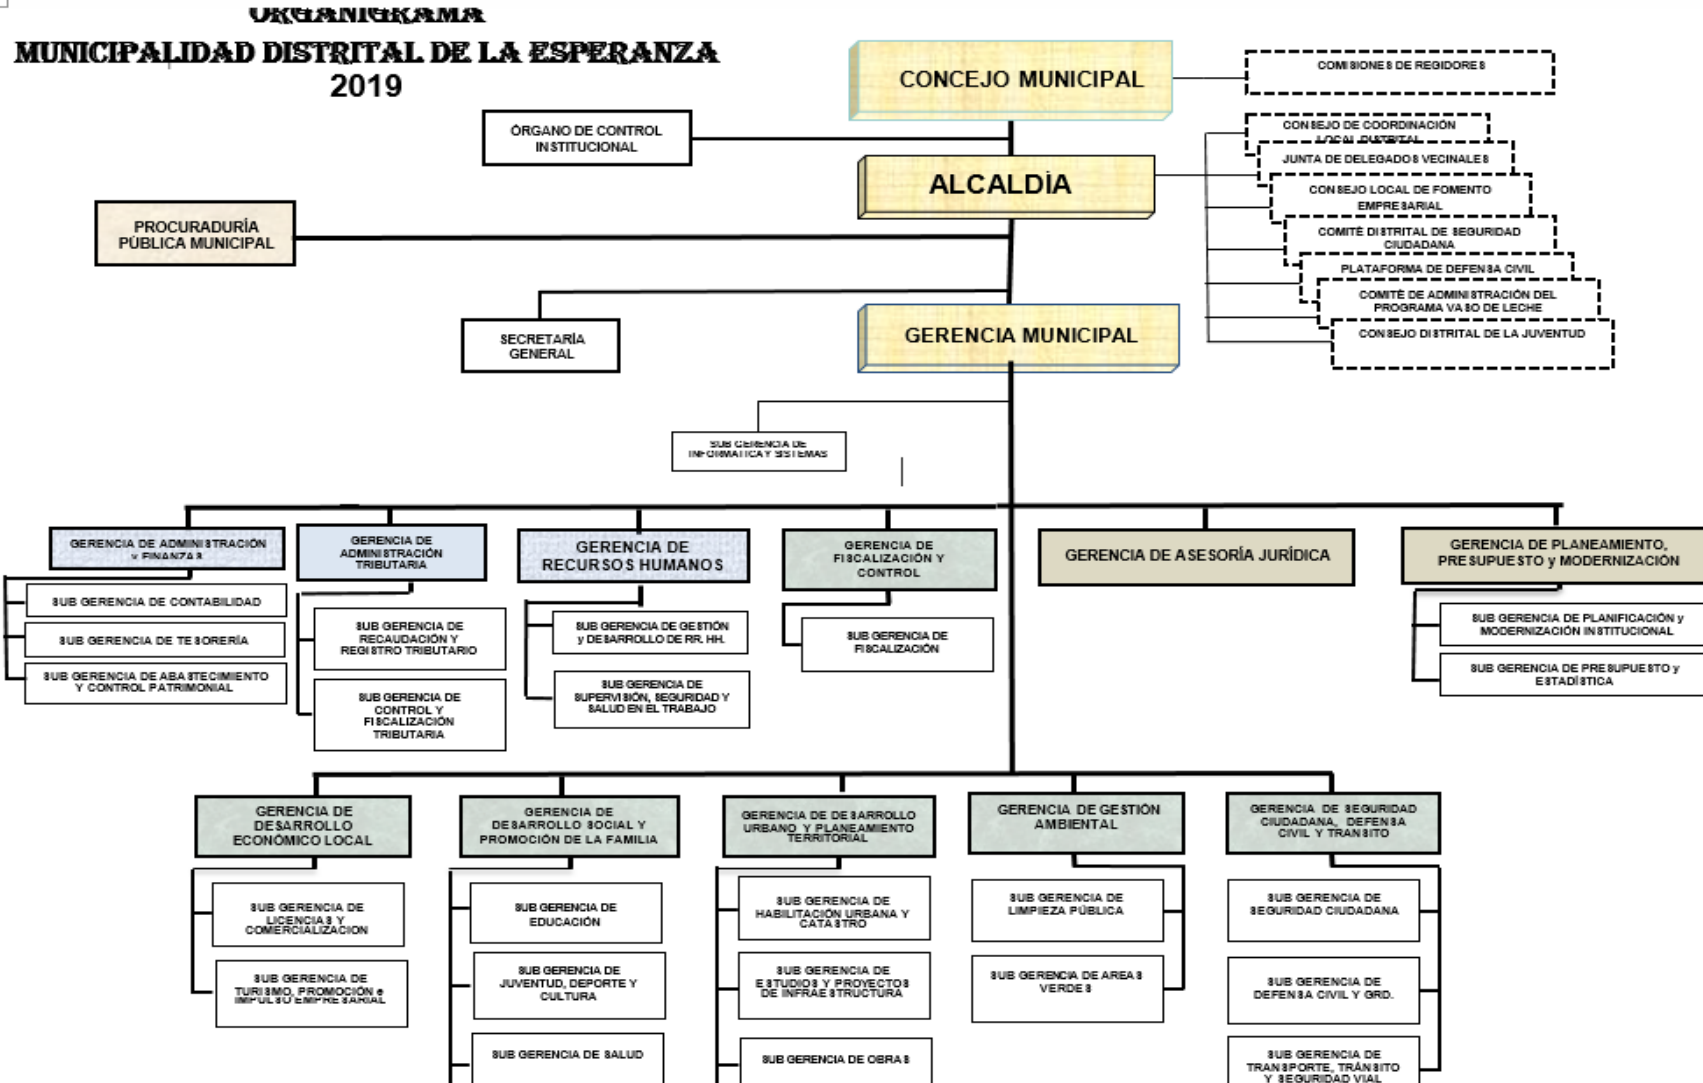 ORGANIGRAMA
MUNICIPALIDAD DISTRITAL DE LA ESPERANZA
2019
CONCEJO MUNICIPAL
COMISIONES DE REGIDORES
ÓRGANO DE CONTROL
INSTITUCIONAL
CONSEJO DE COORDINACIÓN
LOCAL DISTRITAL
JUNTA DE DELEGADOS VECINALES
CONSEJO LOCAL DE FOMENTO
EMPRESARIAL
COMITÉ DISTRITAL DE SEGURIDAD
CIUDADANA
PLATAFORMA DE DEFENSA CIVIL
COMITÉ DE ADMINISTRACIÓN DEL
PROGRAMA VASO DE LECHE
CONSEJO DISTRITAL DE LA JUVENTUD
ALCALDÍA
PROCURADURÍA
PÚBLICA MUNICIPAL
SECRETARÍA
GENERAL
GERENCIA MUNICIPAL
SUB GERENCIA DE
INFORMATICA Y SISTEMAS
GERENCIA DE ADMINISTRACIÓN
y FINANZAS
SUB GERENCIA DE CONTABILIDAD
SUB GERENCIA DE TESORERÍA
SUB GERENCIA DE ABASTECIMIENTO
Y CONTROL PATRIMONIAL
GERENCIA DE
ADMINISTRACIÓN
TRIBUTARIA
SUB GERENCIA DE
RECAUDACIÓN Y
REGISTRO TRIBUTARIO
SUB GERENCIA DE
CONTROL Y
FISCALIZACIÓN
TRIBUTARIA
GERENCIA DE
RECURSOS HUMANOS
SUB GERENCIA DE GESTIÓN
y DESARROLLO DE RR. HH.
SUB GERENCIA DE
SUPERVISIÓN, SEGURIDAD Y
SALUD EN EL TRABAJO
GERENCIA DE
FISCALIZACIÓN Y
CONTROL
SUB GERENCIA DE
FISCALIZACIÓN
GERENCIA DE ASESORÍA JURÍDICA
GERENCIA DE PLANEAMIENTO,
PRESUPUESTO y MODERNIZACIÓN
SUB GERENCIA DE PLANIFICACIÓN y
MODERNIZACIÓN INSTITUCIONAL
SUB GERENCIA DE PRESUPUESTO y
ESTADÍSTICA
GERENCIA DE
DESARROLLO
ECONÓMICO LOCAL
SUB GERENCIA DE
LICENCIAS Y
COMERCIALIZACION
SUB GERENCIA DE
TURISMO, PROMOCIÓN e
IMPULSO EMPRESARIAL
GERENCIA DE
DESARROLLO SOCIAL Y
PROMOCIÓN DE LA FAMILIA
SUB GERENCIA DE
EDUCACIÓN
SUB GERENCIA DE
JUVENTUD, DEPORTE Y
CULTURA
SUB GERENCIA DE SALUD
GERENCIA DE DESARROLLO
URBANO Y PLANEAMIENTO
TERRITORIAL
SUB GERENCIA DE
HABILITACIÓN URBANA Y
CATASTRO
SUB GERENCIA DE
ESTUDIOS Y PROYECTOS
DE INFRAESTRUCTURA
SUB GERENCIA DE OBRAS
GERENCIA DE GESTIÓN
AMBIENTAL
SUB GERENCIA DE
LIMPIEZA PÚBLICA
SUB GERENCIA DE AREAS
VERDES
GERENCIA DE SEGURIDAD
CIUDADANA, DEFENSA
CIVIL Y TRANSITO
SUB GERENCIA DE
SEGURIDAD CIUDADANA
SUB GERENCIA DE
DEFENSA CIVIL Y GRD.
SUB GERENCIA DE
TRANSPORTE, TRÁNSITO
Y SEGURIDAD VIAL